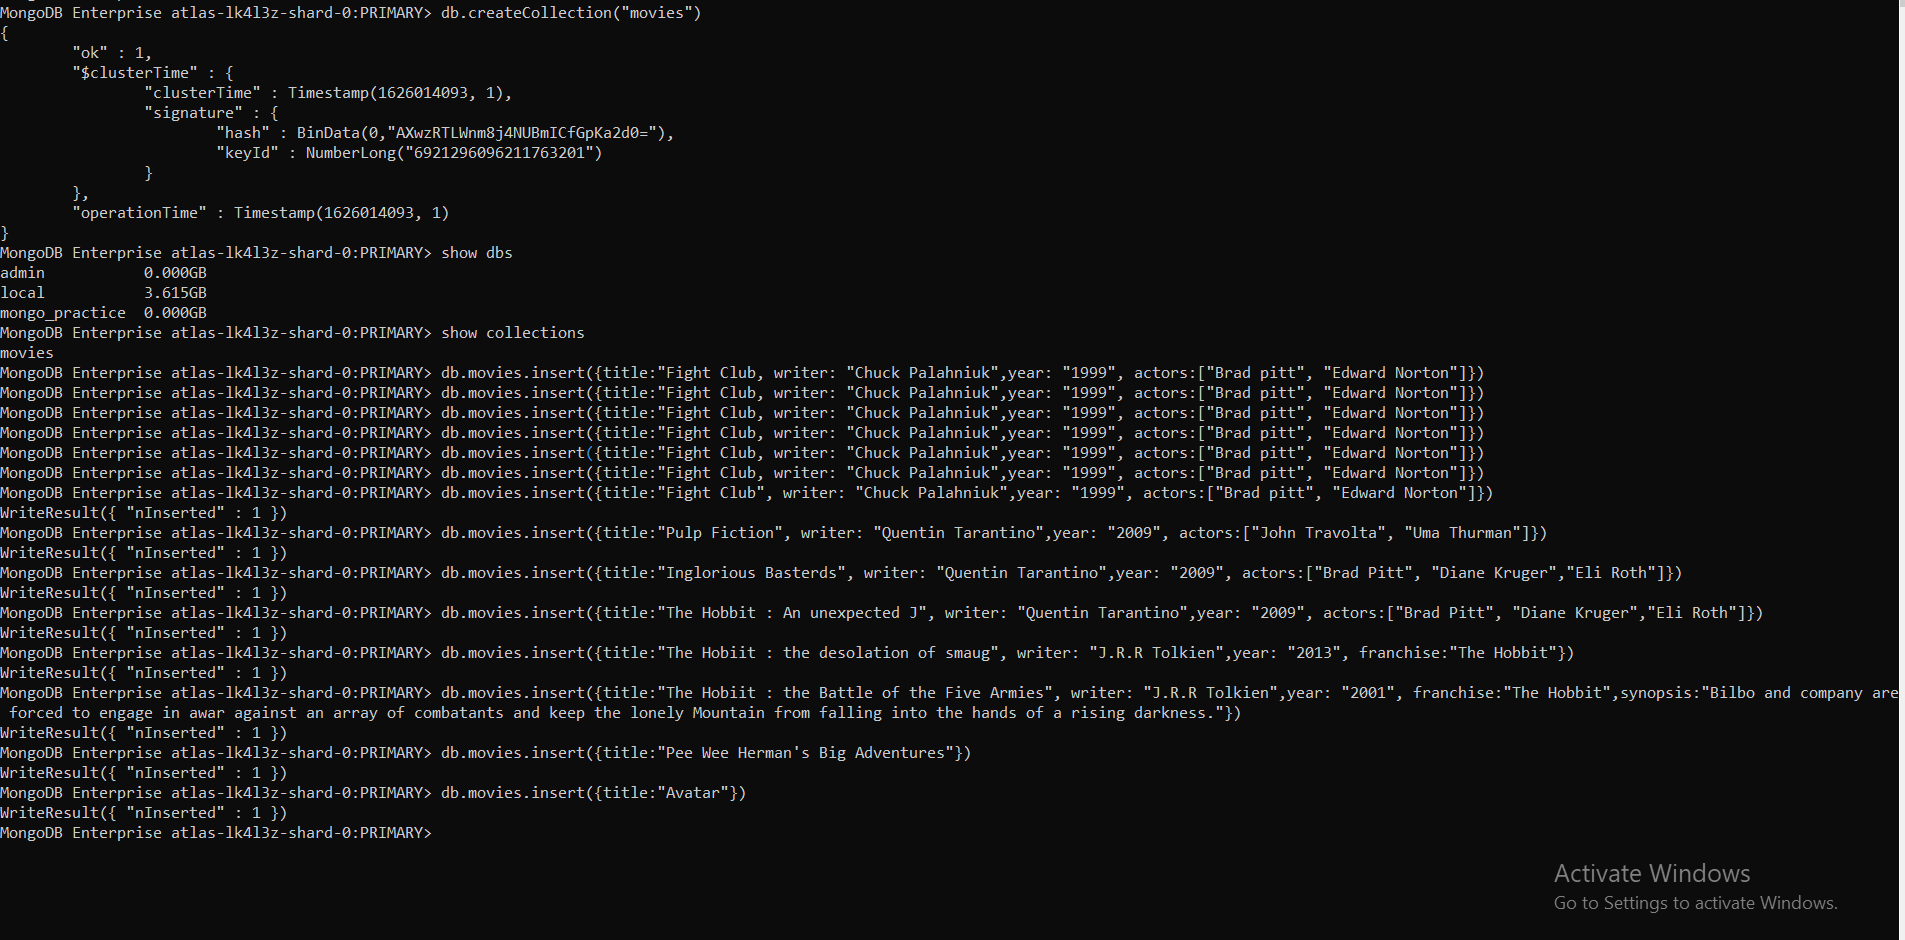 MongoDB Enterprise atlas-lk4l3z-shard-0:PRIMARY> db.createCollection("movies")
{
        "ok" : 1,
        "$clusterTime" : {
                "clusterTime" : Timestamp(1626014093, 1),
                "signature" : {
                        "hash" : BinData(0,"AXwzRTLWnm8j4NUBmICfGpKa2d0="),
                        "keyId" : NumberLong("6921296096211763201")
                }
        },
        "operationTime" : Timestamp(1626014093, 1)
}
MongoDB Enterprise atlas-lk4l3z-shard-0:PRIMARY> show dbs
admin           0.000GB
local           3.615GB
mongo_practice  0.000GB
MongoDB Enterprise atlas-lk4l3z-shard-0:PRIMARY> show collections
movies
MongoDB Enterprise atlas-lk4l3z-shard-0:PRIMARY> db.movies.insert({title:"Fight Club, writer: "Chuck Palahniuk",year: "1999", actors:["Brad pitt", "Edward Norton"]})
MongoDB Enterprise atlas-lk4l3z-shard-0:PRIMARY> db.movies.insert({title:"Fight Club, writer: "Chuck Palahniuk",year: "1999", actors:["Brad pitt", "Edward Norton"]})
MongoDB Enterprise atlas-lk4l3z-shard-0:PRIMARY> db.movies.insert({title:"Fight Club, writer: "Chuck Palahniuk",year: "1999", actors:["Brad pitt", "Edward Norton"]})
MongoDB Enterprise atlas-lk4l3z-shard-0:PRIMARY> db.movies.insert({title:"Fight Club, writer: "Chuck Palahniuk",year: "1999", actors:["Brad pitt", "Edward Norton"]})
MongoDB Enterprise atlas-lk4l3z-shard-0:PRIMARY> db.movies.insert({title:"Fight Club, writer: "Chuck Palahniuk",year: "1999", actors:["Brad pitt", "Edward Norton"]})
MongoDB Enterprise atlas-lk4l3z-shard-0:PRIMARY> db.movies.insert({title:"Fight Club, writer: "Chuck Palahniuk",year: "1999", actors:["Brad pitt", "Edward Norton"]})
MongoDB Enterprise atlas-lk4l3z-shard-0:PRIMARY> db.movies.insert({title:"Fight Club", writer: "Chuck Palahniuk",year: "1999", actors:["Brad pitt", "Edward Norton"]})
WriteResult({ "nInserted" : 1 })
MongoDB Enterprise atlas-lk4l3z-shard-0:PRIMARY> db.movies.insert({title:"Pulp Fiction", writer: "Quentin Tarantino",year: "2009", actors:["John Travolta", "Uma Thurman"]})
WriteResult({ "nInserted" : 1 })
MongoDB Enterprise atlas-lk4l3z-shard-0:PRIMARY> db.movies.insert({title:"Inglorious Basterds", writer: "Quentin Tarantino",year: "2009", actors:["Brad Pitt", "Diane Kruger","Eli Roth"]})
WriteResult({ "nInserted" : 1 })
MongoDB Enterprise atlas-lk4l3z-shard-0:PRIMARY> db.movies.insert({title:"The Hobbit : An unexpected J", writer: "Quentin Tarantino",year: "2009", actors:["Brad Pitt", "Diane Kruger","Eli Roth"]})
WriteResult({ "nInserted" : 1 })
MongoDB Enterprise atlas-lk4l3z-shard-0:PRIMARY> db.movies.insert({title:"The Hobiit : the desolation of smaug", writer: "J.R.R Tolkien",year: "2013", franchise:"The Hobbit"})
WriteResult({ "nInserted" : 1 })
MongoDB Enterprise atlas-lk4l3z-shard-0:PRIMARY> db.movies.insert({title:"The Hobiit : the Battle of the Five Armies", writer: "J.R.R Tolkien",year: "2001", franchise:"The Hobbit",synopsis:"Bilbo and company are
 forced to engage in awar against an array of combatants and keep the lonely Mountain from falling into the hands of a rising darkness."})
WriteResult({ "nInserted" : 1 })
MongoDB Enterprise atlas-lk4l3z-shard-0:PRIMARY> db.movies.insert({title:"Pee Wee Herman's Big Adventures"})
WriteResult({ "nInserted" : 1 })
MongoDB Enterprise atlas-lk4l3z-shard-0:PRIMARY> db.movies.insert({title:"Avatar"})
WriteResult({ "nInserted" : 1 })
MongoDB Enterprise atlas-lk4l3z-shard-0:PRIMARY>
Activate Windows
Go to Settings to activate Windows.